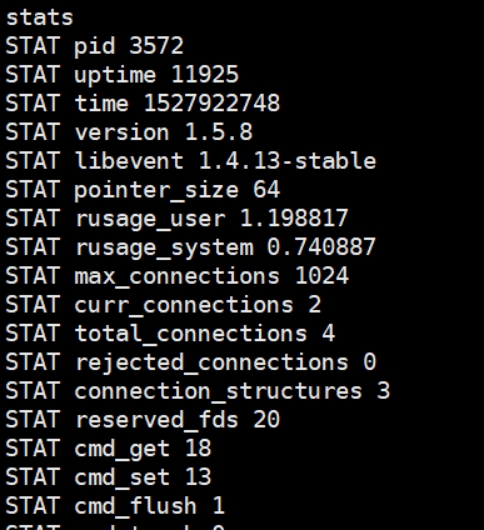 stats
STAT pid 3572
STAT uptime 11925
STAT time 1527922748
STAT version 1.5.8
STAT libevent 1.4.13-stable
STAT pointer_size 64
STAT rusage_user 1.198817
STAT rusage_system 0.740887
STAT max_connections 1024
STAT curr_connections 2
STAT total_connections 4
STAT rejected_connections 0
STAT connection_structures 3
STAT reserved_fds 20
STAT cmd_get 18
STAT cmd_set 13
STAT cmd_flush 1